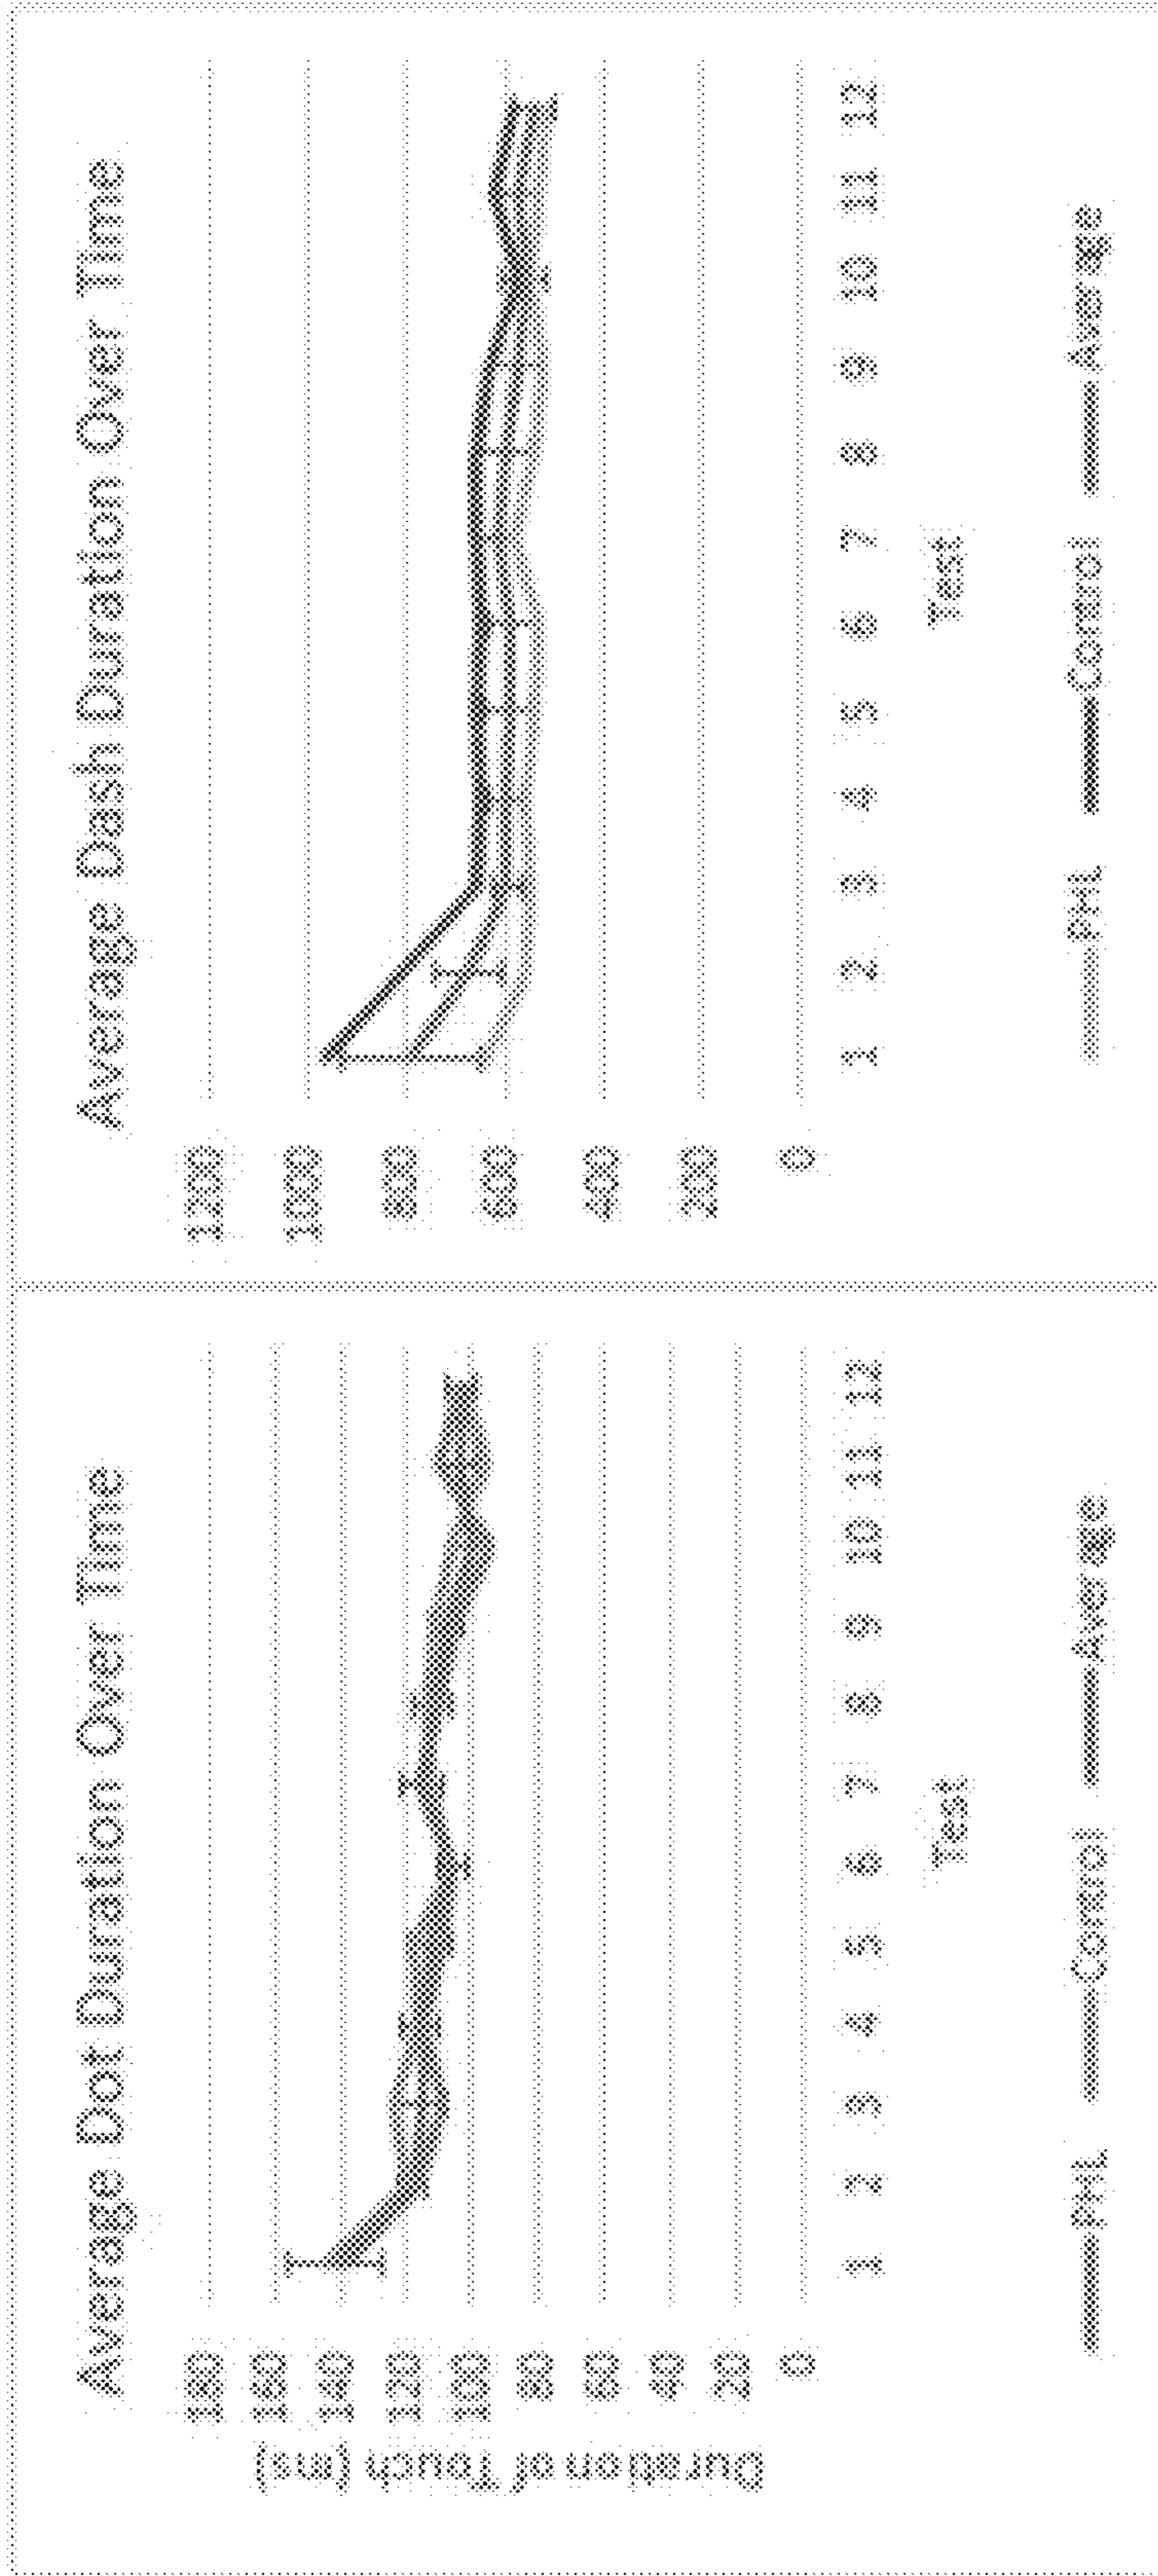 Average Dot Duration Over Time
Duration of Touch (ms)
180
160
140
120
100
80
60
40
20
0
1 2 3 4 5 6 7 8 9 10 11 12
Test
PHL Control Average
Average Dash Duration Over Time
1200
1000
800
600
400
200
0
1 2 3 4 5 6 7 8 9 10 11 12
Test
PHL Control Average